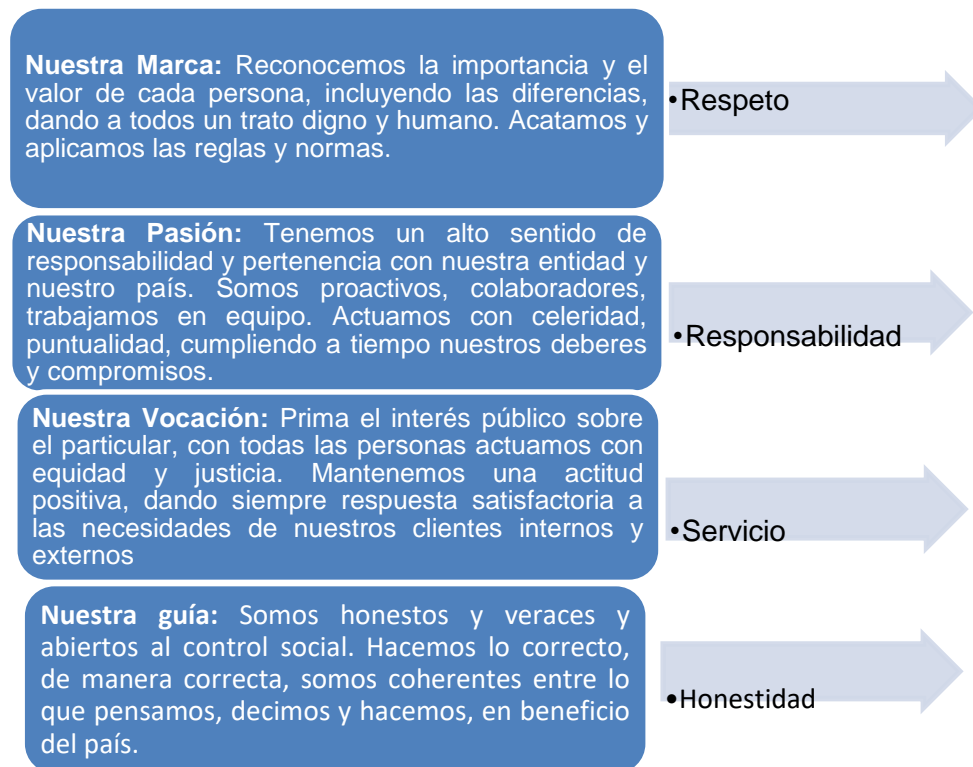 Nuestra Marca: Reconocemos la importancia y el
valor de cada persona, incluyendo las diferencias,
dando a todos un trato digno y humano. Acatamos y
aplicamos las reglas y normas.
•Respeto
Nuestra Pasión: Tenemos un alto sentido de
responsabilidad y pertenencia con nuestra entidad y
nuestro país. Somos proactivos, colaboradores,
trabajamos en equipo. Actuamos con celeridad,
puntualidad, cumpliendo a tiempo nuestros deberes
y compromisos.
•Responsabilidad
Nuestra Vocación: Prima el interés público sobre
el particular, con todas las personas actuamos con
equidad y justicia. Mantenemos una actitud
positiva, dando siempre respuesta satisfactoria a
las necesidades de nuestros clientes internos y
externos
•Servicio
Nuestra guía: Somos honestos y veraces y
abiertos al control social. Hacemos lo correcto,
de manera correcta, somos coherentes entre lo
que pensamos, decimos y hacemos, en beneficio
del país.
•Honestidad